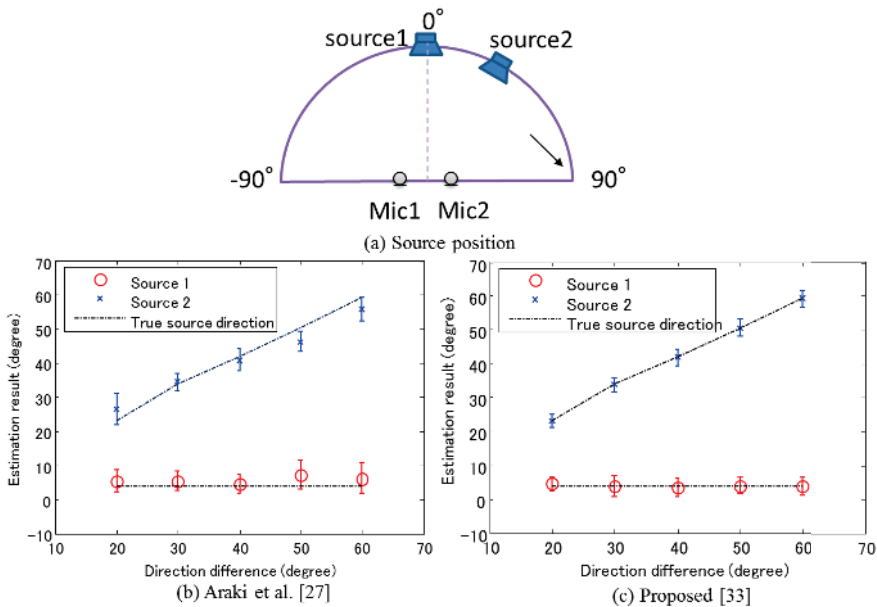 0°
source1
source2
-90°
90°
Mic1
Mic2
(a) Source position
70
60
50
40
30
20
10
0
-10
Estimation result (degree)
Source 1
Source 2
True source direction
10
20
30
40
50
60
70
Direction difference (degree)
(b) Araki et al. [27]
70
60
50
40
30
20
10
0
-10
Estimation result (degree)
Source 1
Source 2
True source direction
10
20
30
40
50
60
70
Direction difference (degree)
(c) Proposed [33]